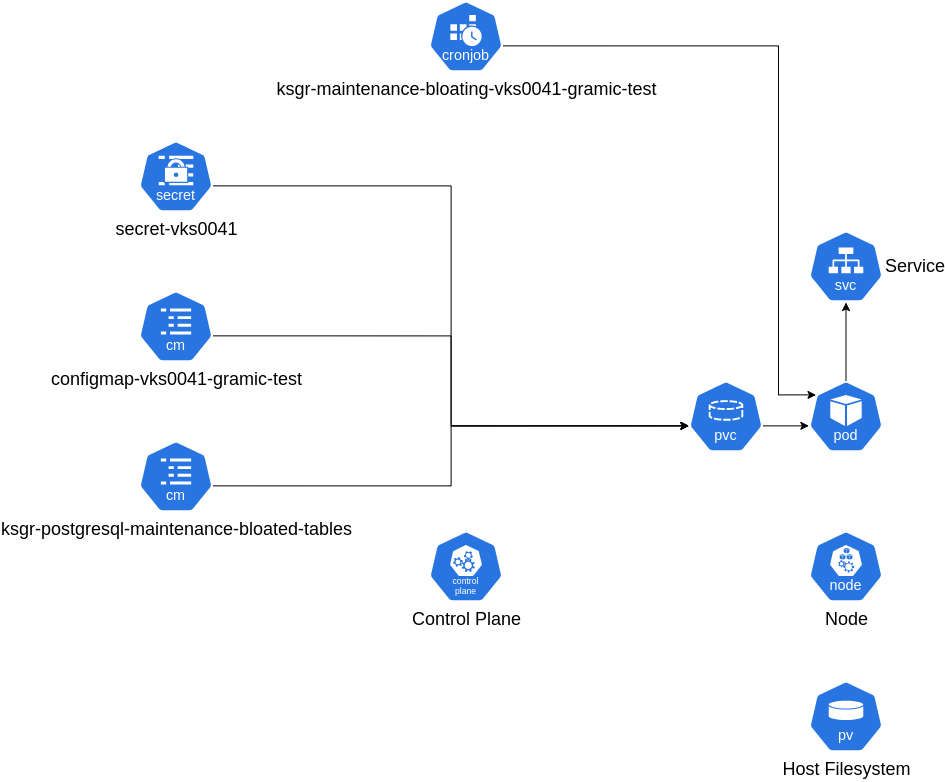 cronjob
ksgr-maintenance-bloating-vks0041-gramic-test
secret
secret-vks0041
svc
Service
cm
configmap-vks0041-gramic-test
pvc
pod
cm
ksgr-postgresql-maintenance-bloated-tables
control
plane
Control Plane
node
Node
pv
Host Filesystem